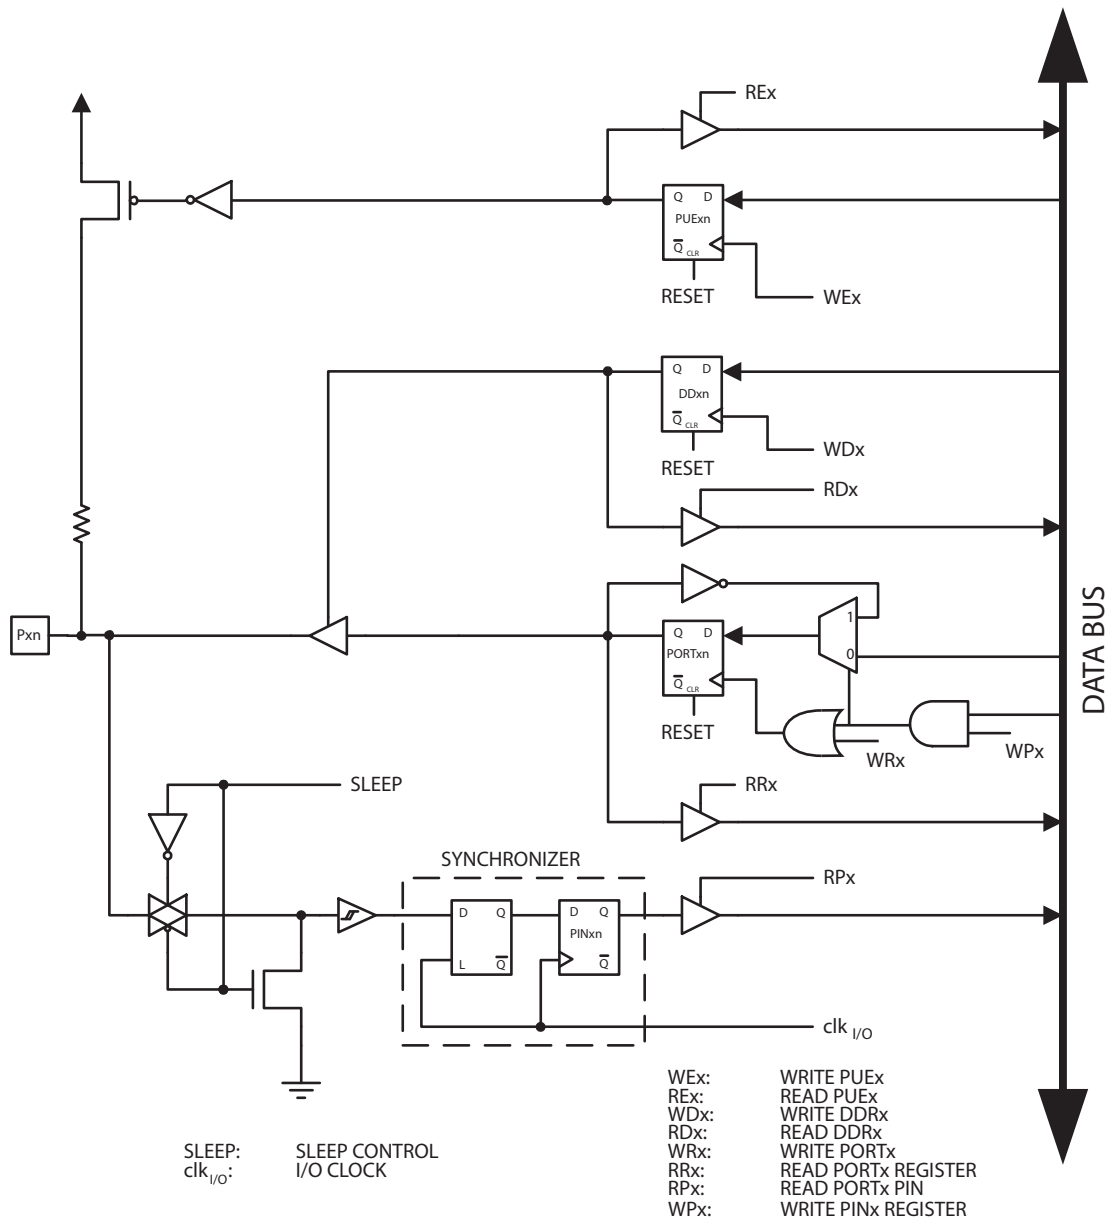 REx
Q D
PUExn
Q CLR
RESET
WEx
Q D
DDxn
Q CLR
RESET
WDx
RDx
Pxn
1
Q D
PORTxn
0
Q CLR
RESET
WRx
WPx
DATA BUS
SLEEP
RRx
SYNCHRONIZER
RPx
D Q
D Q
PINxn
L Q
Q
clk I/O
WEx: WRITE PUEx
REx: READ PUEx
WDx: WRITE DDRx
RDx: READ DDRx
WRx: WRITE PORTx
RRx: READ PORTx REGISTER
RPx: READ PORTx PIN
WPx: WRITE PINx REGISTER
SLEEP: SLEEP CONTROL
clk I/O: I/O CLOCK